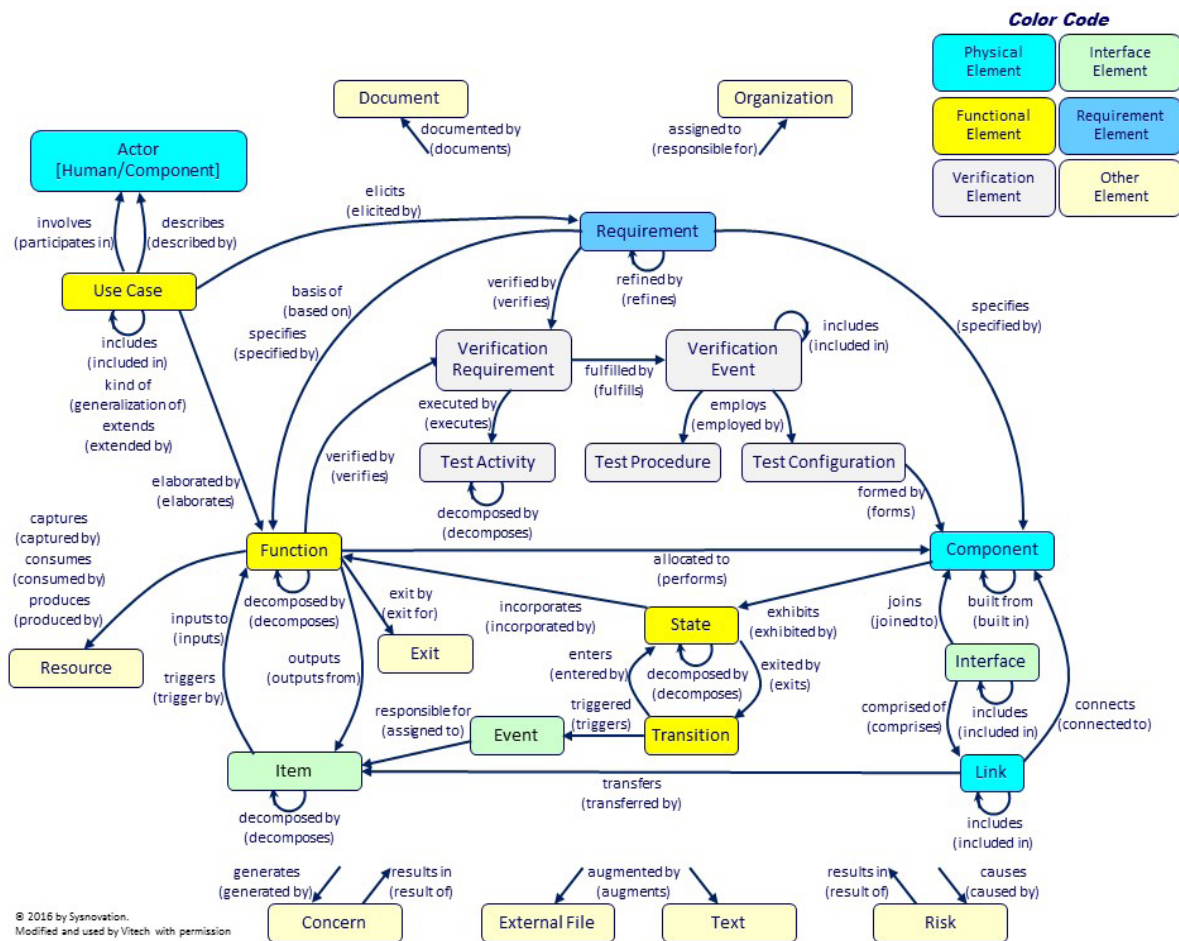 Color Code
Physical
Element
Interface
Element
Functional
Element
Requirement
Element
Verification
Element
Other
Element
Document
documented by
(documents)
Organization
assigned to
(responsible for)
Actor
[Human/Component]
involves
(participates in)
describes
(described by)
elicits
(elicited by)
Use Case
includes
(included in)
kind of
(generalization of)
extends
(extended by)
Requirement
refined by
(refines)
verified by
(verifies)
basis of
(based on)
specifies
(specified by)
specifies
(specified by)
Verification
Requirement
fulfilled by
(fulfills)
Verification
Event
includes
(included in)
executed by
(executes)
employs
(employed by)
Test Activity
decomposed by
(decomposes)
Test Procedure
Test Configuration
formed by
(forms)
verified by
(verifies)
elaborated by
(elaborates)
captures
(captured by)
consumes
(consumed by)
produces
(produced by)
Function
decomposed by
(decomposes)
allocated to
(performs)
Component
built from
(built in)
joins
(joined to)
exit by
(exit for)
Exit
incorporates
(incorporated by)
exhibits
(exhibited by)
State
decomposed by
(decomposes)
enters
(entered by)
exited by
(exits)
Resource
inputs to
(inputs)
triggers
(trigger by)
outputs
(outputs from)
Interface
includes
(included in)
comprised of
(comprises)
connects
(connected to)
responsible for
(assigned to)
Event
triggered
(triggers)
Transition
Item
decomposed by
(decomposes)
transfers
(transferred by)
Link
includes
(included in)
generates
(generated by)
results in
(result of)
Concern
augmented by
(augments)
External File
Text
results in
(result of)
causes
(caused by)
Risk
© 2016 by Sysnovation.
Modified and used by Vitech with permission